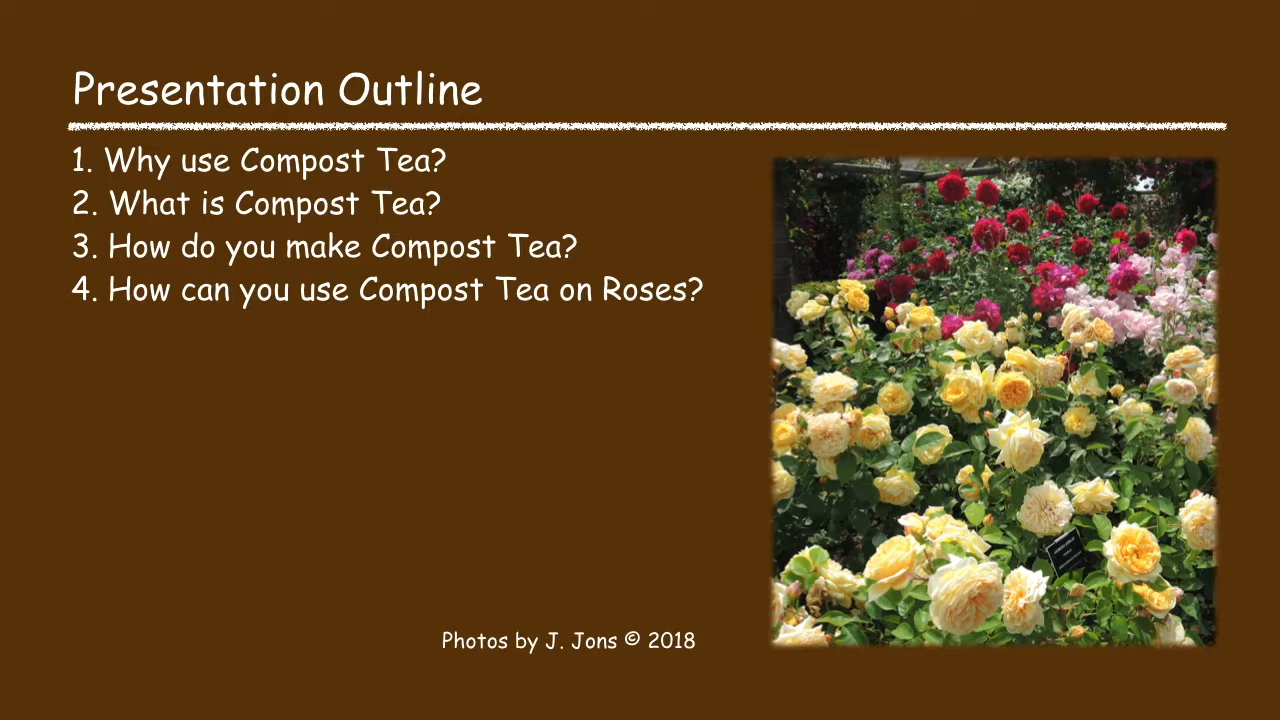 Presentation Outline
1. Why use Compost Tea?
2. What is Compost Tea?
3. How do you make Compost Tea?
4. How can you use Compost Tea on Roses?
Photos by J. Jons © 2018